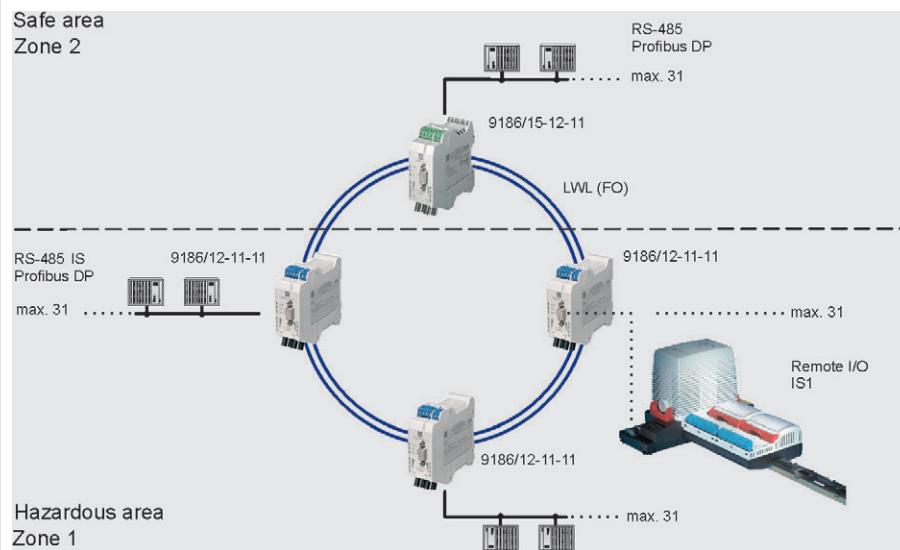 Safe area
Zone 2
RS-485
Profibus DP
max. 31
9186/15-12-11
LWL (FO)
RS-485 IS
Profibus DP
9186/12-11-11
9186/12-11-11
max. 31
max. 31
Remote I/O
IS1
9186/12-11-11
Hazardous area
Zone 1
max. 31